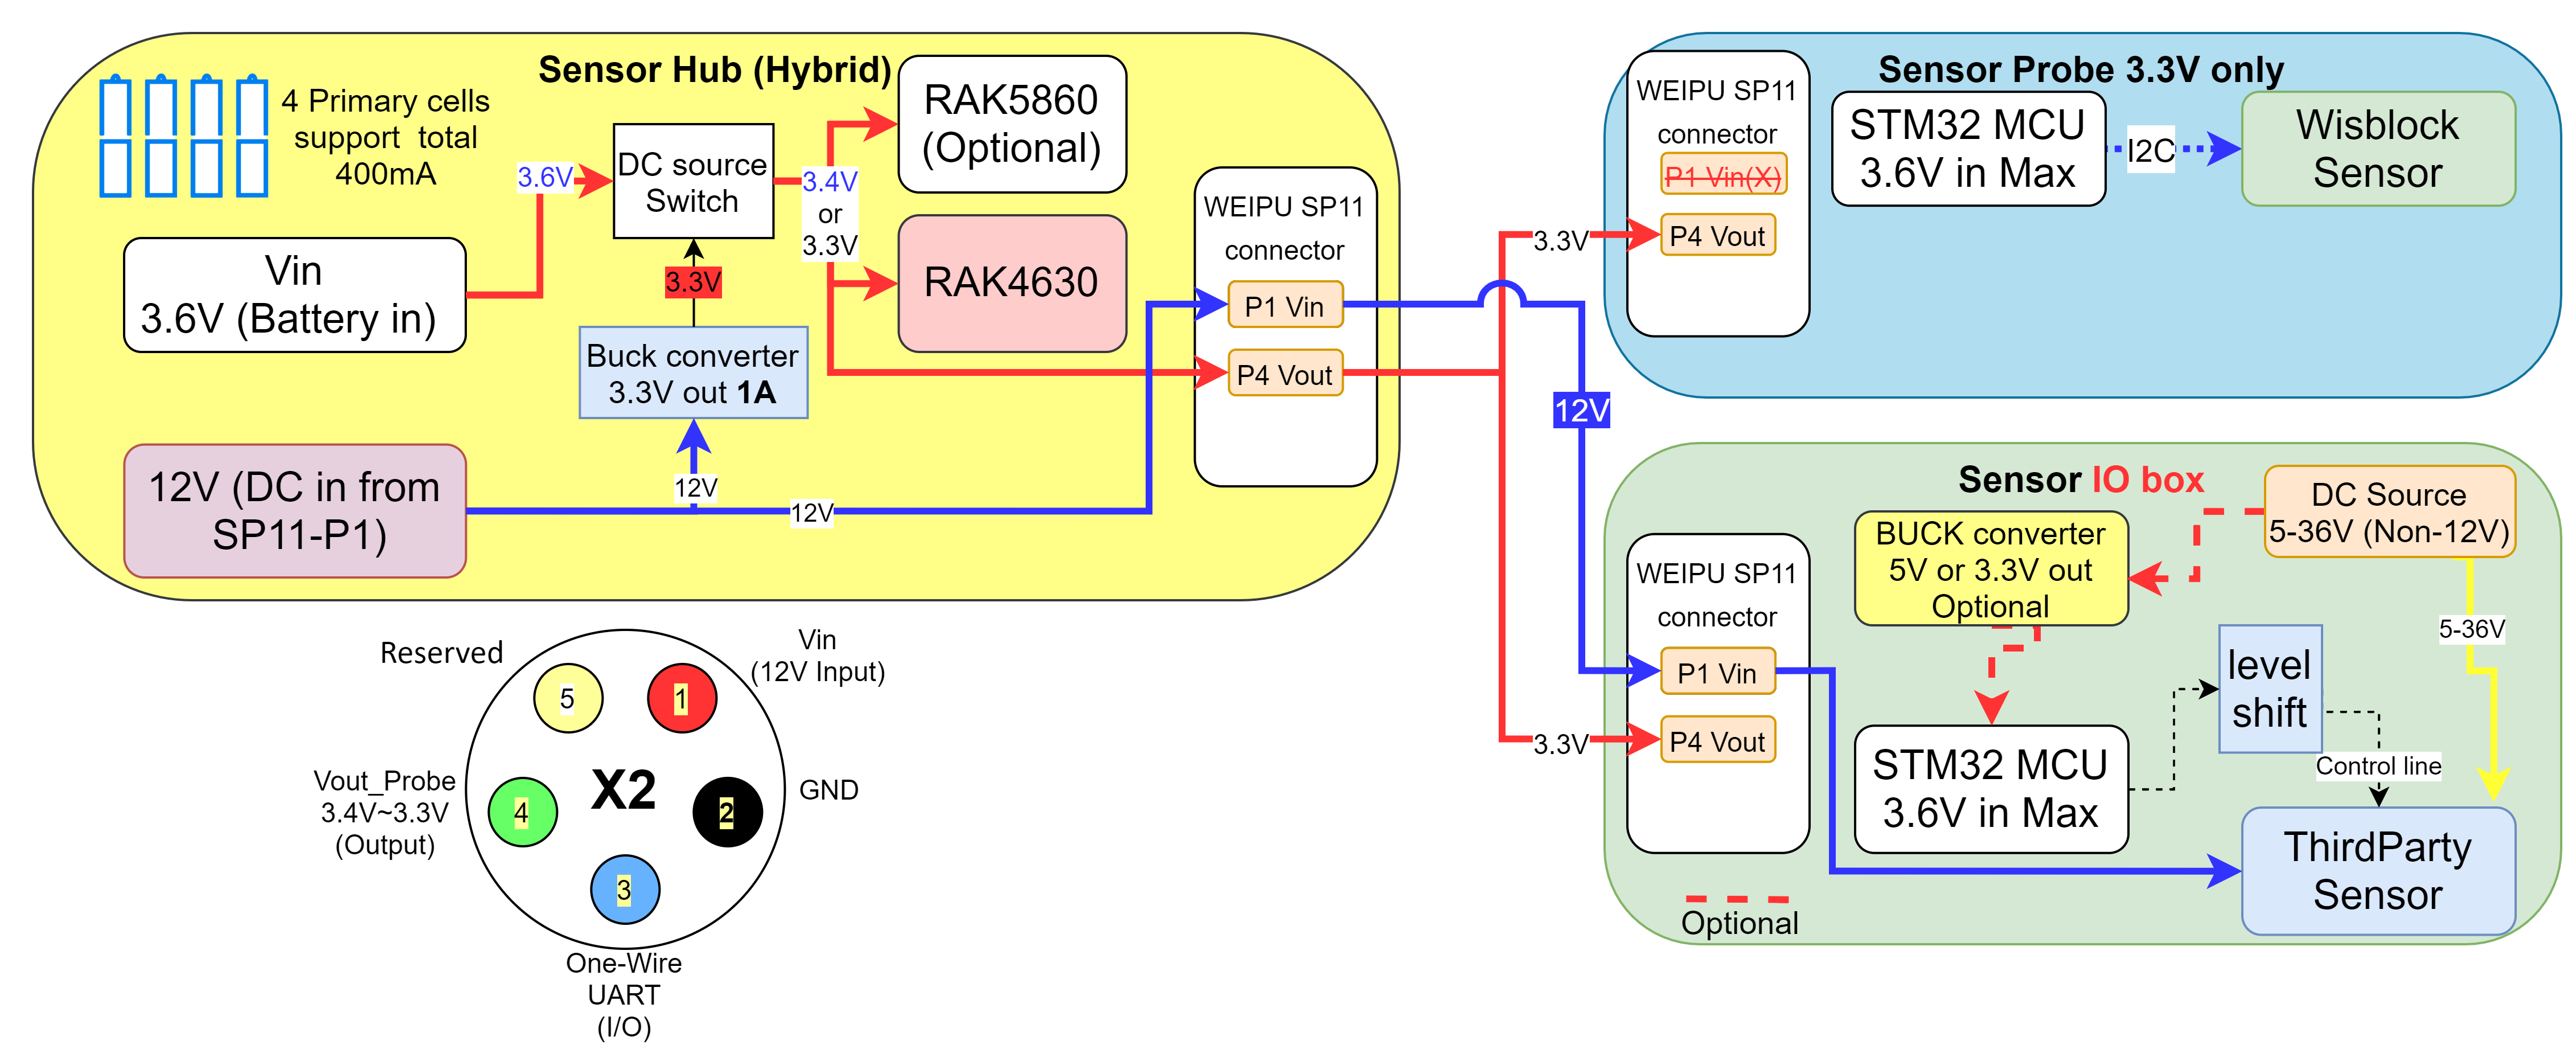 Sensor Hub (Hybrid)
4 Primary cells
support total
400mA
Vin
3.6V (Battery in)
3.6V
DC source
Switch
3.3V
Buck converter
3.3V out 1A
12V
12V (DC in from
SP11-P1)
12V
3.4V
or
3.3V
RAK5860
(Optional)
RAK4630
WEIPU SP11
connector
P1 Vin
P4 Vout
3.3V
12V
3.3V
Sensor Probe 3.3V only
WEIPU SP11
connector
P1 Vin(X)
P4 Vout
STM32 MCU
3.6V in Max
I2C
Wisblock
Sensor
Sensor IO box
WEIPU SP11
connector
P1 Vin
P4 Vout
BUCK converter
5V or 3.3V out
Optional
DC Source
5-36V (Non-12V)
5-36V
STM32 MCU
3.6V in Max
level
shift
Control line
ThirdParty
Sensor
Optional
Reserved
Vin
(12V Input)
5
1
X2
Vout_Probe
3.4V~3.3V
(Output)
4
2
GND
3
One-Wire
UART
(I/O)